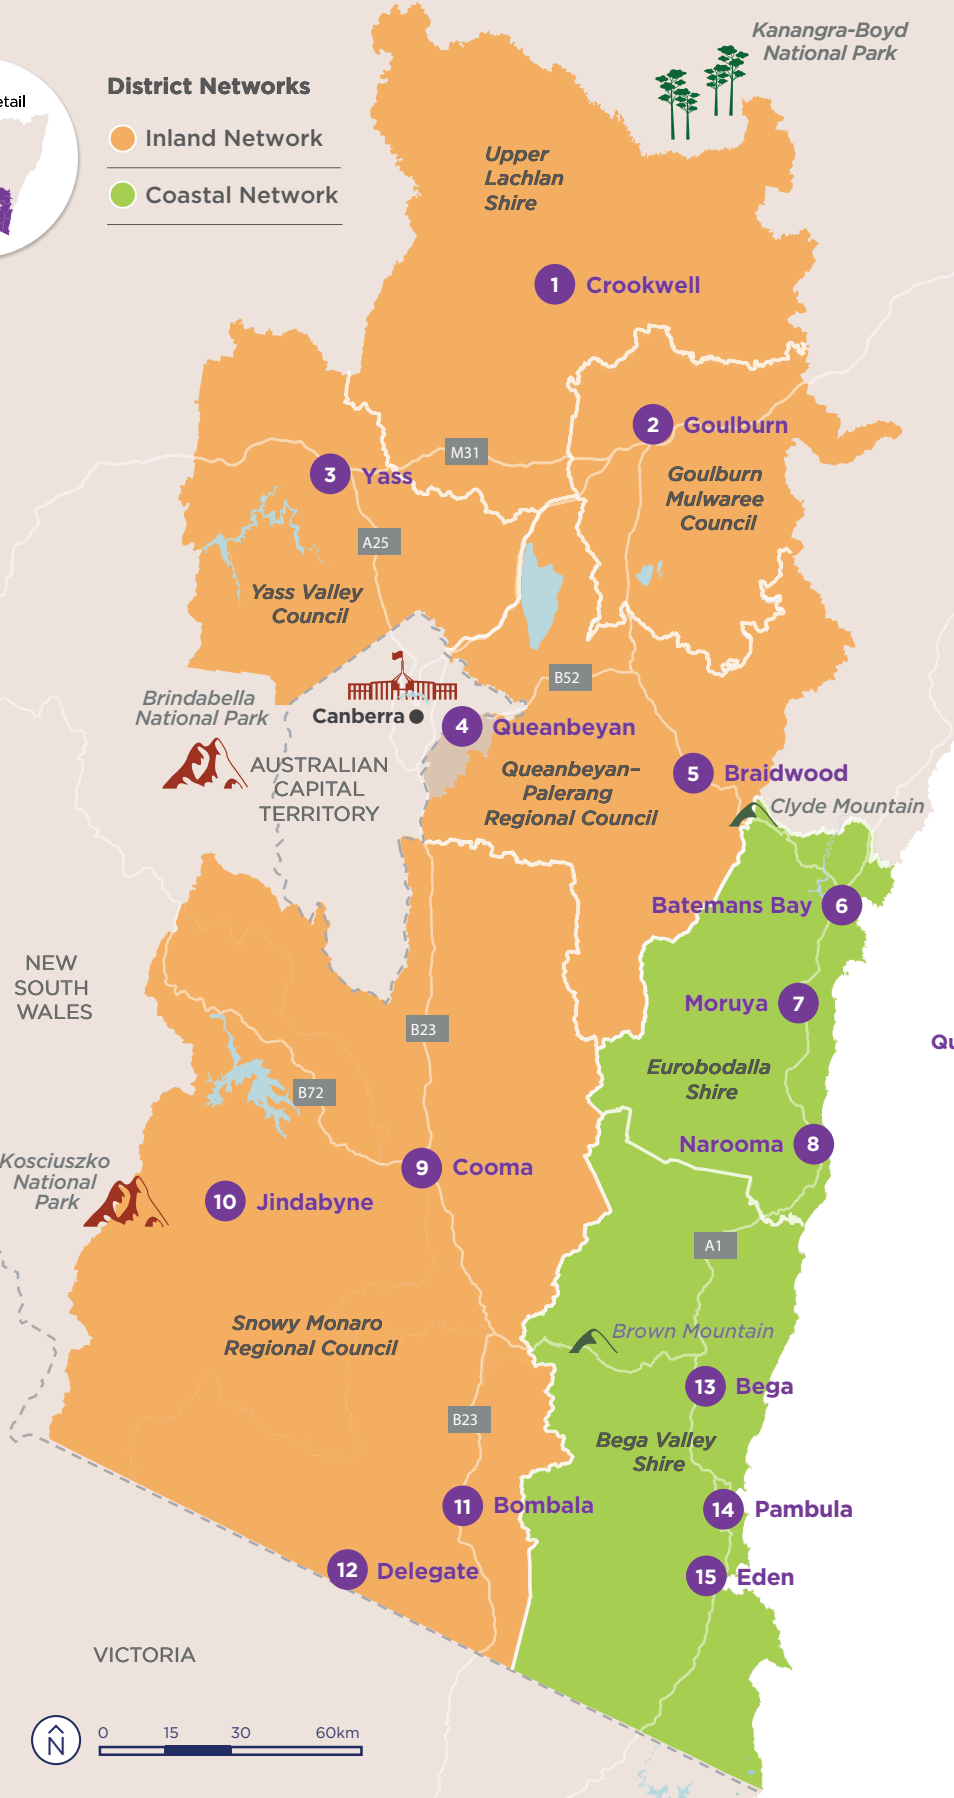 Kanangra-Boyd
National Park
etail
District Networks
Inland Network
Coastal Network
Upper
Lachlan
Shire
1 Crookwell
2 Goulburn
M31
3 Yass
Goulburn
Mulwaree
Council
A25
Yass Valley
Council
B52
Brindabella
National Park
Canberra
4 Queanbeyan
AUSTRALIAN
CAPITAL
TERRITORY
Queanbeyan–
Palerang
Regional Council
5 Braidwood
Clyde Mountain
Batemans Bay 6
NEW
SOUTH
WALES
Moruya 7
B23
Qu
Eurobodalla
Shire
B72
Narooma 8
Kosciuszko
National
Park
9 Cooma
10 Jindabyne
A1
Snowy Monaro
Regional Council
Brown Mountain
13 Bega
B23
Bega Valley
Shire
11 Bombala
14 Pambula
12 Delegate
15 Eden
VICTORIA
N
0 15 30 60km